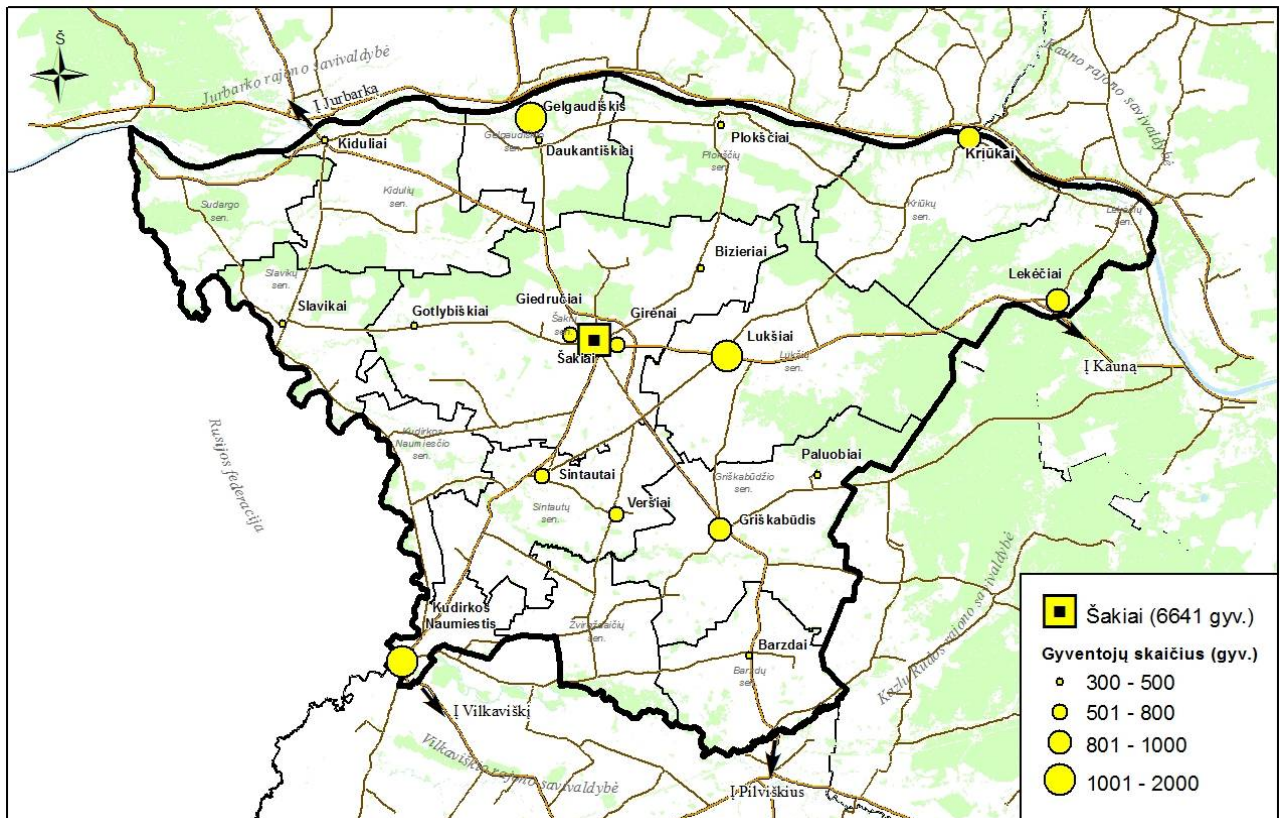 Š
Jurbarko rajono savivaldybė
Į Jurbarką
Kauno rajono savivaldybė
Gelgaudiškis
Gelgaudiškio
sen.
Daukantiškiai
Kiduliai
Plokščiai
Plokščių
sen.
Kriūkai
Kidulių
sen.
Sudargo
sen.
Kriūkų
sen.
Lekėčių
sen.
Bizieriai
Lekėčiai
Slavikų
sen.
Slavikai
Gotlybiškiai
Giedručiai
Girėnai
Šakių
sen.
Šakiai
Lukšiai
Lukšių
sen.
Į Kauną
Rusijos federacija
Kudirkos
Naumiesčio
sen.
Sintautai
Sintautų
sen.
Veršiai
Paluobiai
Griškabūdžio
sen.
Griškabūdis
Kudirkos
Naumiestis
Žvirgždaičių
sen.
Barzdai
Barzdų
sen.
Kazlų Rūdos rajono savivaldybė
Į Vilkaviškį
Vilkaviškio rajono savivaldybė
Į Pilviškius
Šakiai (6641 gyv.)
Gyventojų skaičius (gyv.)
300 - 500
501 - 800
801 - 1000
1001 - 2000